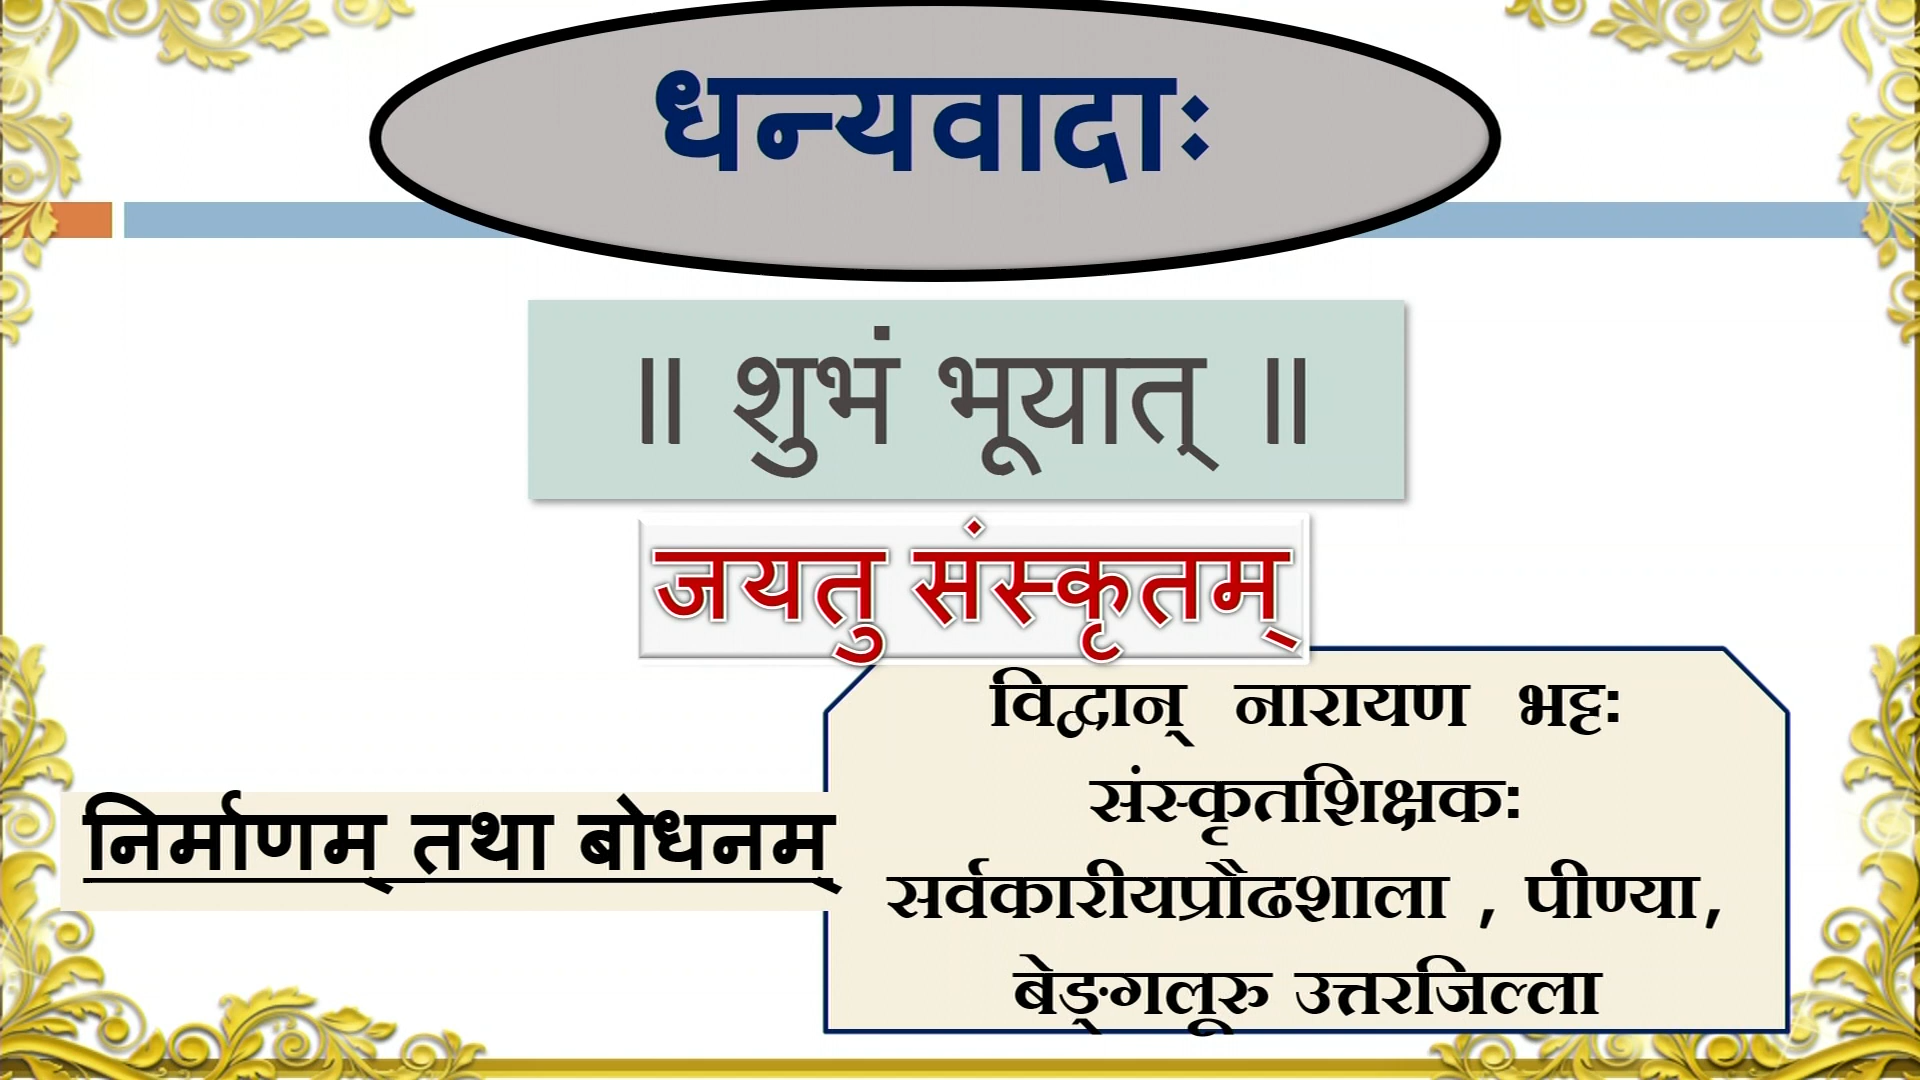 धन्यवादाः
॥ शुभं भूयात् ॥
जयतु संस्कृतम्
निर्माणम् तथा बोधनम्
विद्वान् नारायण भट्टः
संस्कृतशिक्षकः
सर्वकारीयप्रौढशाला , पीण्या,
बेङ्गलूरु उत्तरजिल्ला